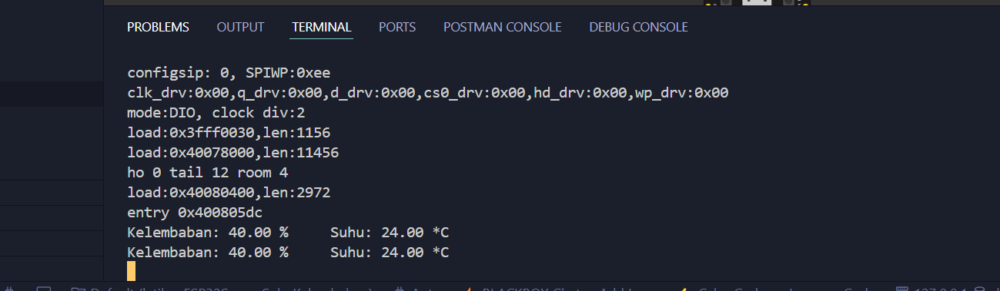 PROBLEMS OUTPUT TERMINAL PORTS POSTMAN CONSOLE DEBUG CONSOLE
configsip: 0, SPIWP:0xee
clk_drv:0x00,q_drv:0x00,d_drv:0x00,cs0_drv:0x00,hd_drv:0x00,wp_drv:0x00
mode:DIO, clock div:2
load:0x3fff0030,len:1156
load:0x40078000,len:11456
ho 0 tail 12 room 4
load:0x40080400,len:2972
entry 0x400805dc
Kelembaban: 40.00 % Suhu: 24.00 *C
Kelembaban: 40.00 % Suhu: 24.00 *C